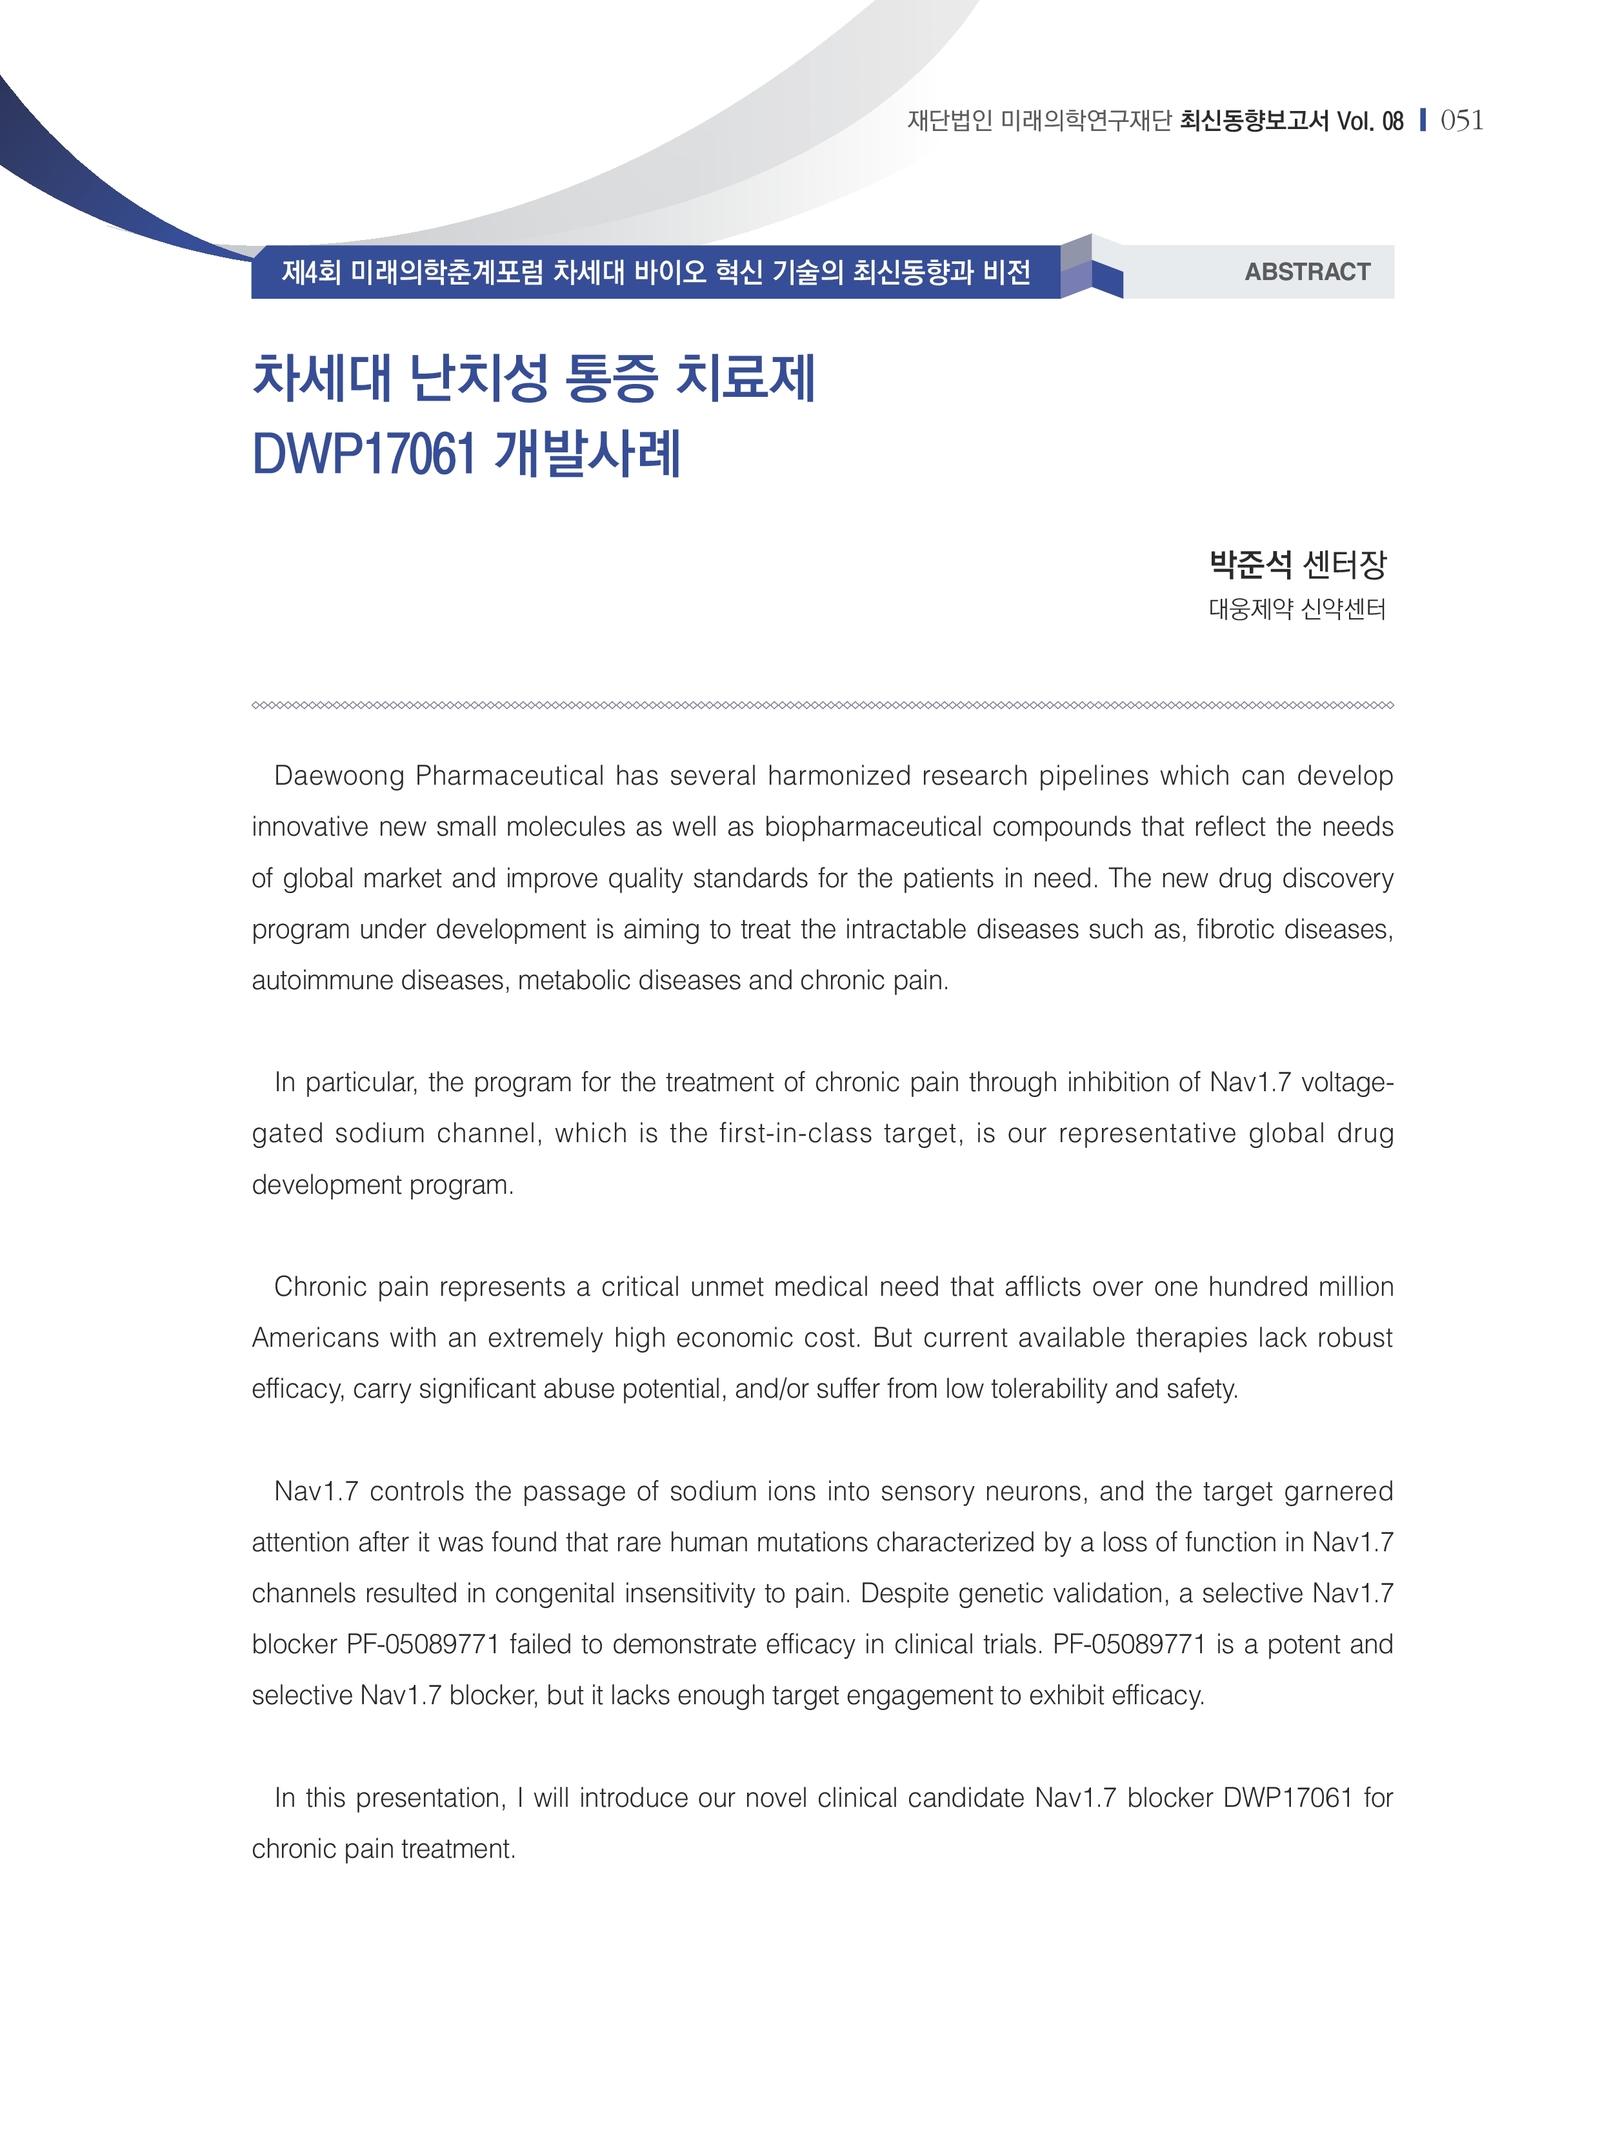 재단법인 미래의학연구재단 최신동향보고서 Vol. 08 051
제4회 미래의학춘계포럼 차세대 바이오 혁신 기술의 최신동향과 비전
ABSTRACT
차세대 난치성 통증 치료제
DWP17061 개발사례
박준석 센터장
대웅제약 신약센터
Daewoong Pharmaceutical has several harmonized research pipelines which can develop
innovative new small molecules as well as biopharmaceutical compounds that reflect the needs
of global market and improve quality standards for the patients in need. The new drug discovery
program under development is aiming to treat the intractable diseases such as, fibrotic diseases,
autoimmune diseases, metabolic diseases and chronic pain.
In particular, the program for the treatment of chronic pain through inhibition of Nav1.7 voltage-
gated sodium channel, which is the first-in-class target, is our representative global drug
development program.
Chronic pain represents a critical unmet medical need that afflicts over one hundred million
Americans with an extremely high economic cost. But current available therapies lack robust
efficacy, carry significant abuse potential, and/or suffer from low tolerability and safety.
Nav1.7 controls the passage of sodium ions into sensory neurons, and the target garnered
attention after it was found that rare human mutations characterized by a loss of function in Nav1.7
channels resulted in congenital insensitivity to pain. Despite genetic validation, a selective Nav1.7
blocker PF-05089771 failed to demonstrate efficacy in clinical trials. PF-05089771 is a potent and
selective Nav1.7 blocker, but it lacks enough target engagement to exhibit efficacy.
In this presentation, I will introduce our novel clinical candidate Nav1.7 blocker DWP17061 for
chronic pain treatment.